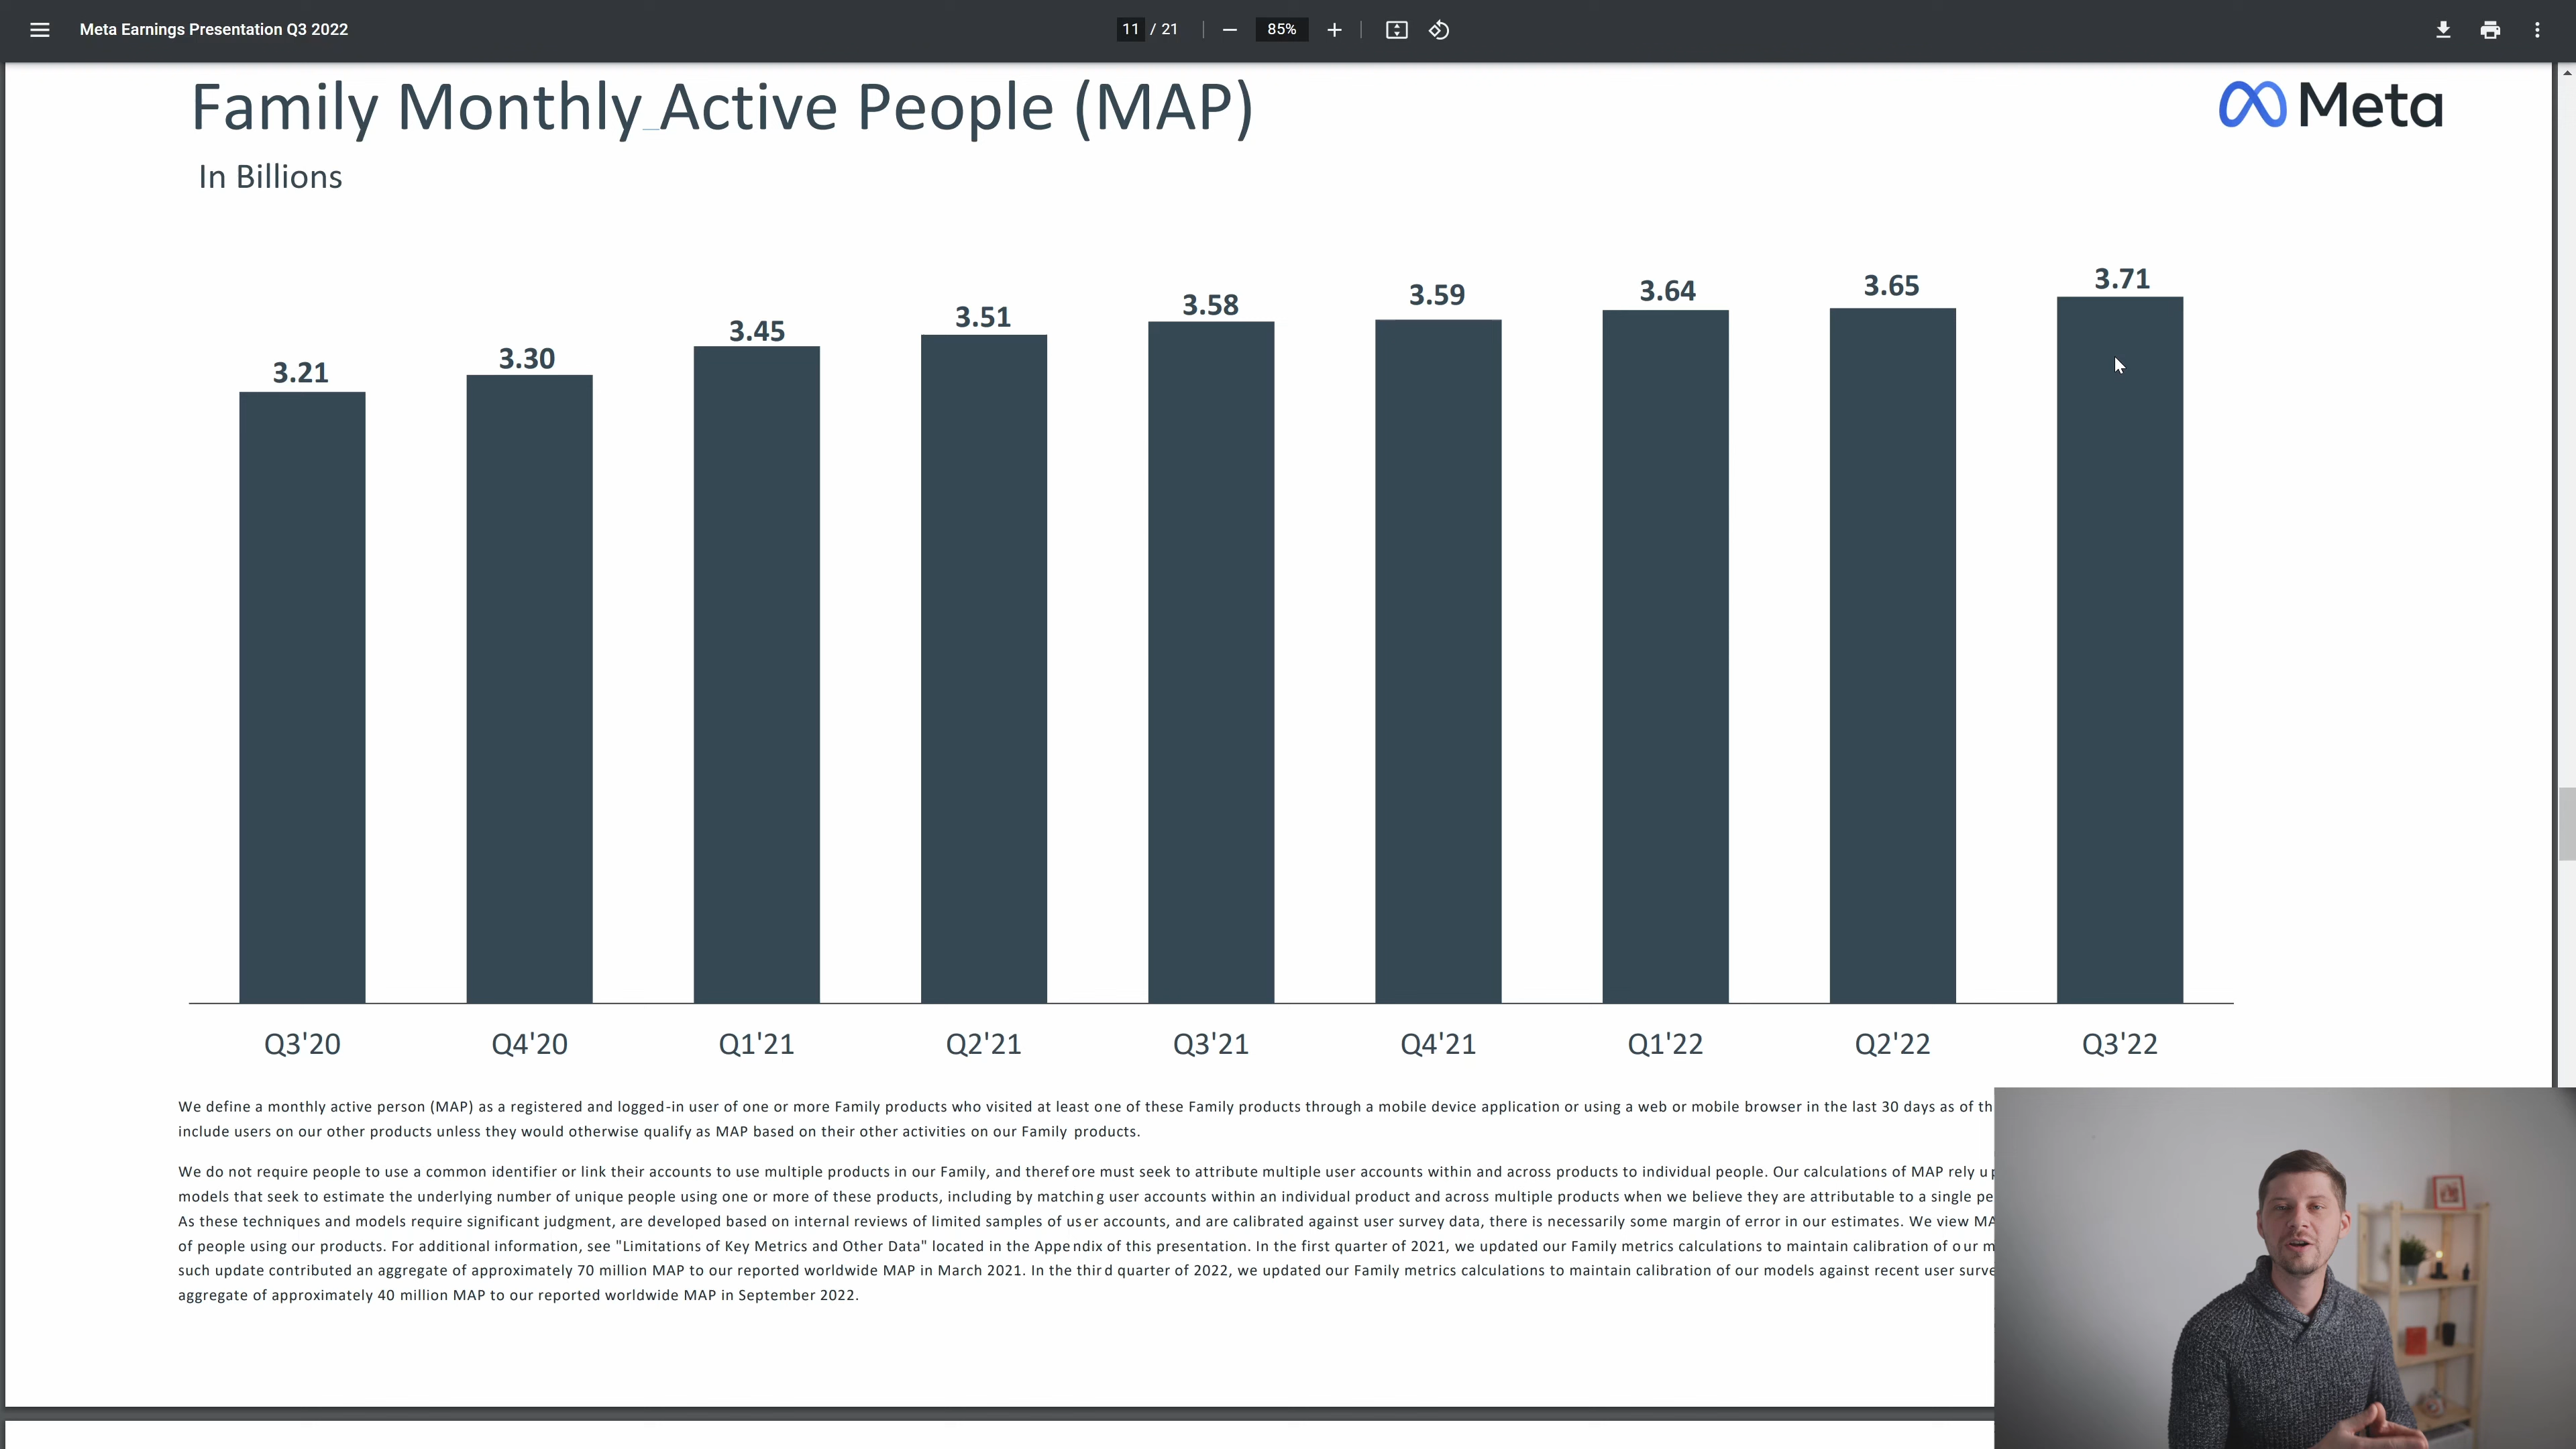 Meta Earnings Presentation Q3 2022
11 / 21
85%
Family Monthly Active People (MAP)
Meta
In Billions
3.21
3.30
3.45
3.51
3.58
3.59
3.64
3.65
3.71
Q3'20
Q4'20
Q1'21
Q2'21
Q3'21
Q4'21
Q1'22
Q2'22
Q3'22
We define a monthly active person (MAP) as a registered and logged-in user of one or more Family products who visited at least one of these Family products through a mobile device application or using a web or mobile browser in the last 30 days as of
include users on our other products unless they would otherwise qualify as MAP based on their other activities on our Family products.
We do not require people to use a common identifier or link their accounts to use multiple products in our Family, and therefore must seek to attribute multiple user accounts within and across products to individual people. Our calculations of MAP rely
models that seek to estimate the underlying number of unique people using one or more of these products, including by matching user accounts within an individual product and across multiple products when we believe they are attributable to a single
As these techniques and models require significant judgment, are developed based on internal reviews of limited samples of user accounts, and are calibrated against user survey data, there is necessarily some margin of error in our estimates. We view
of people using our products. For additional information, see "Limitations of Key Metrics and Other Data" located in the Appendix of this presentation. In the first quarter of 2021, we updated our Family metrics calculations to maintain calibration of our
such update contributed an aggregate of approximately 70 million MAP to our reported worldwide MAP in March 2021. In the third quarter of 2022, we updated our Family metrics calculations to maintain calibration of our models against recent user
aggregate of approximately 40 million MAP to our reported worldwide MAP in September 2022.